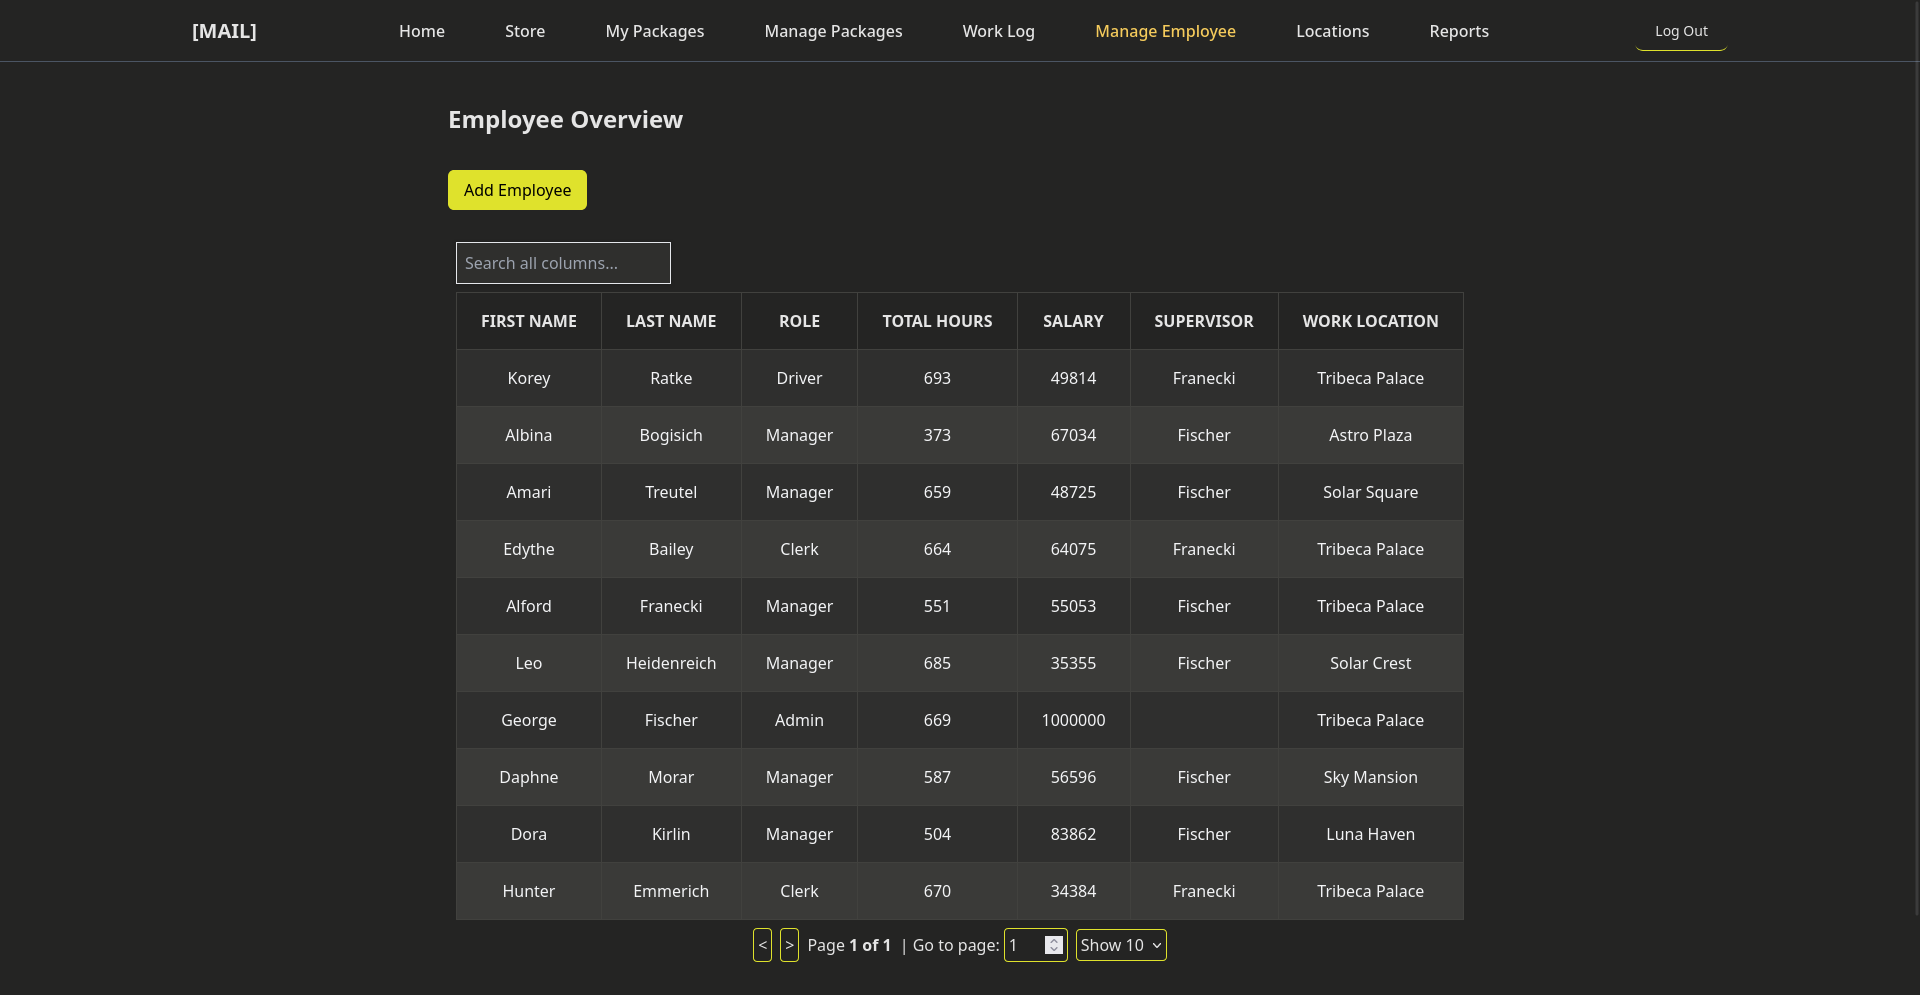 [MAIL] Home Store My Packages Manage Packages Work Log Manage Employee Locations Reports Log Out
Employee Overview
Add Employee
Search all columns...
FIRST NAME LAST NAME ROLE TOTAL HOURS SALARY SUPERVISOR WORK LOCATION
Korey Ratke Driver 693 49814 Franecki Tribeca Palace
Albina Bogisich Manager 373 67034 Fischer Astro Plaza
Amari Treutel Manager 659 48725 Fischer Solar Square
Edythe Bailey Clerk 664 64075 Franecki Tribeca Palace
Alford Franecki Manager 551 55053 Fischer Tribeca Palace
Leo Heidenreich Manager 685 35355 Fischer Solar Crest
George Fischer Admin 669 1000000 Tribeca Palace
Daphne Morar Manager 587 56596 Fischer Sky Mansion
Dora Kirlin Manager 504 83862 Fischer Luna Haven
Hunter Emmerich Clerk 670 34384 Franecki Tribeca Palace
< > Page 1 of 1 | Go to page: 1 Show 10